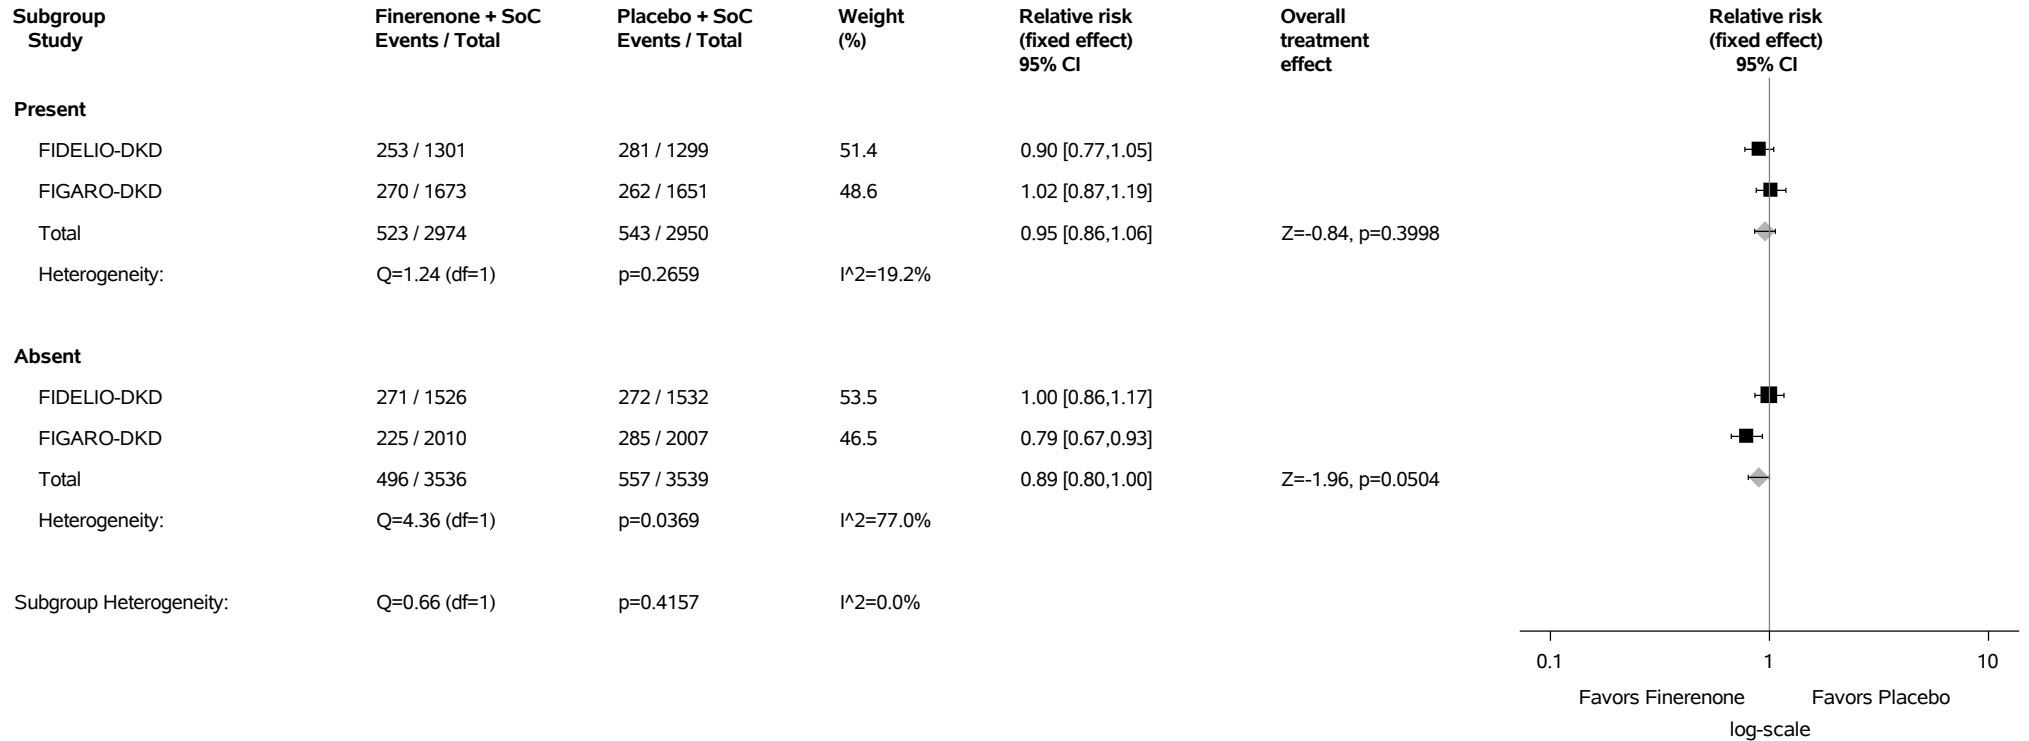 Subgroup Finerenone + SoC Placebo + SoC Weight Relative risk Overall Relative risk
Study Events / Total Events / Total (%) (fixed effect) treatment (fixed effect)
95% CI effect 95% CI
Present
FIDELIO-DKD 253 / 1301 281 / 1299 51.4 0.90 [0.77,1.05]
FIGARO-DKD 270 / 1673 262 / 1651 48.6 1.02 [0.87,1.19]
Total 523 / 2974 543 / 2950 0.95 [0.86,1.06] Z=-0.84, p=0.3998
Heterogeneity: Q=1.24 (df=1) p=0.2659 I^2=19.2%
Absent
FIDELIO-DKD 271 / 1526 272 / 1532 53.5 1.00 [0.86,1.17]
FIGARO-DKD 225 / 2010 285 / 2007 46.5 0.79 [0.67,0.93]
Total 496 / 3536 557 / 3539 0.89 [0.80,1.00] Z=-1.96, p=0.0504
Heterogeneity: Q=4.36 (df=1) p=0.0369 I^2=77.0%
Subgroup Heterogeneity: Q=0.66 (df=1) p=0.4157 I^2=0.0%
0.1 1 10
Favors Finerenone Favors Placebo
log-scale